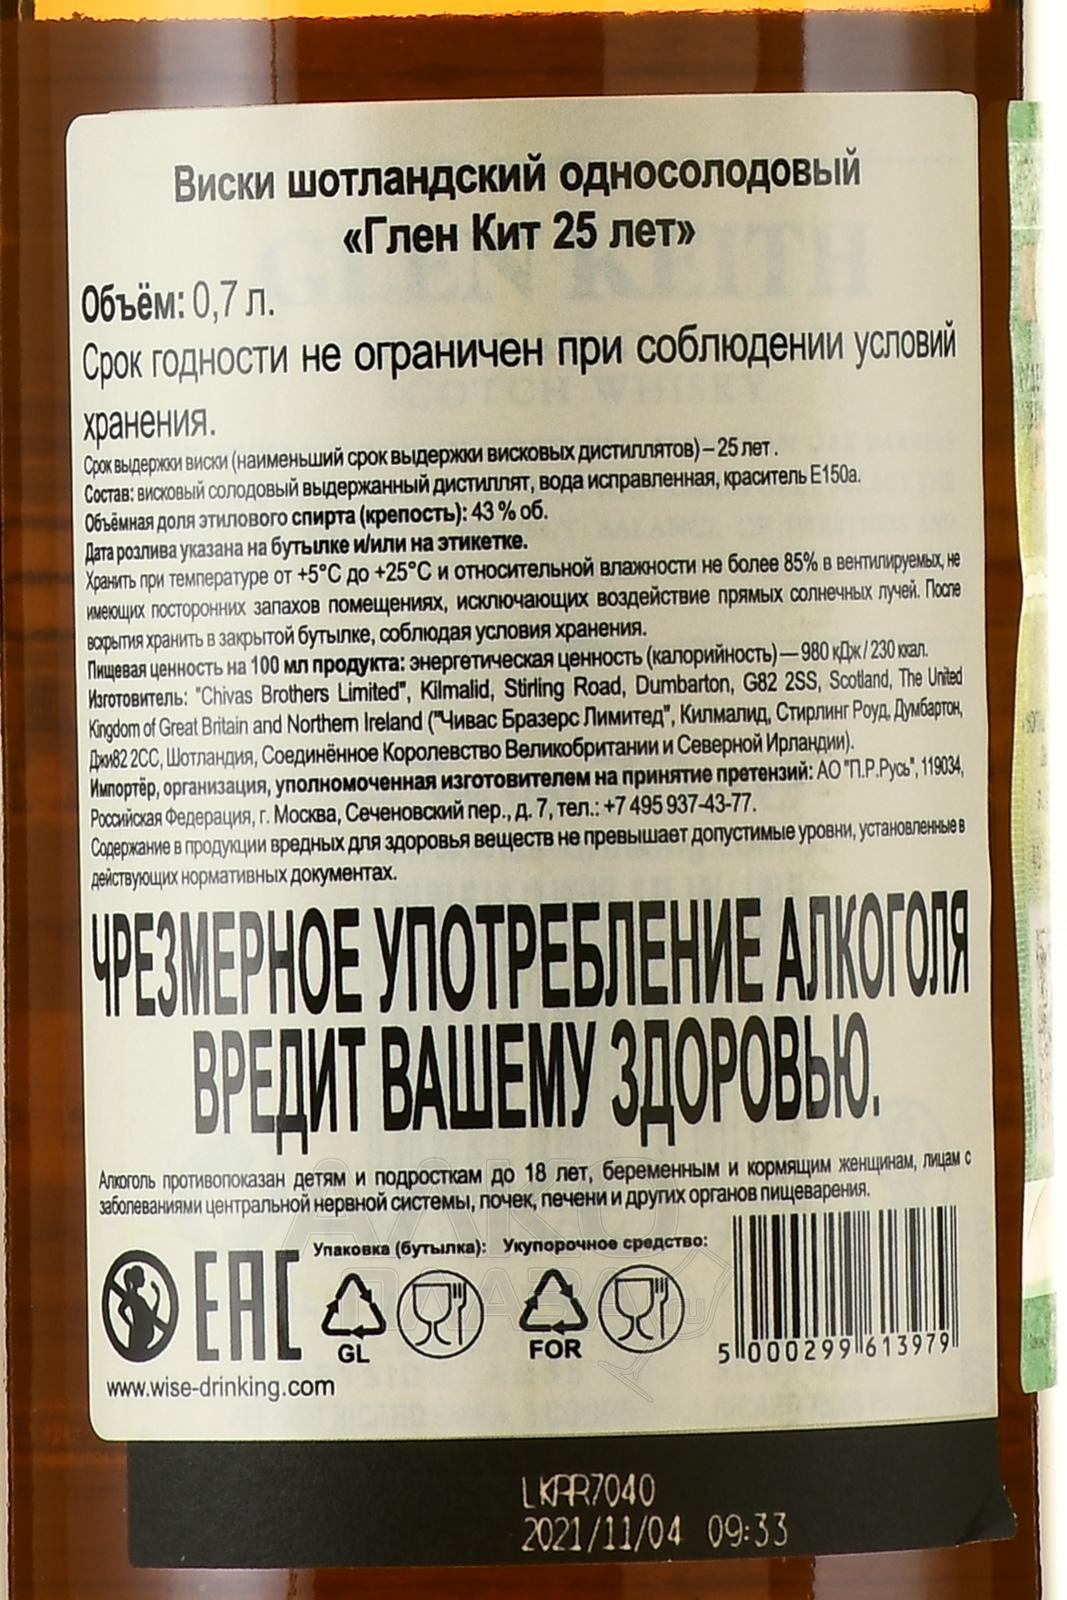 Виски шотландский односолодовый
«Глен Кит 25 лет»
Объём: 0,7 л.
Срок годности не ограничен при соблюдении условий
хранения.
Срок выдержки виски (наименьший срок выдержки висковых дистиллятов) – 25 лет .
Состав: висковый солодовый выдержанный дистиллят, вода исправленная, краситель Е150а.
Объёмная доля этилового спирта (крепость): 43 % об.
Дата розлива указана на бутылке и/или на этикетке.
Хранить при температуре от +5°С до +25°С и относительной влажности не более 85% в вентилируемых, не
имеющих посторонних запахов помещениях, исключающих воздействие прямых солнечных лучей. После
вскрытия хранить в закрытой бутылке, соблюдая условия хранения.
Пищевая ценность на 100 мл продукта: энергетическая ценность (калорийность) — 980 кДж / 230 ккал.
Изготовитель: "Chivas Brothers Limited", Kilmalid, Stirling Road, Dumbarton, G82 2SS, Scotland, The United
Kingdom of Great Britain and Northern Ireland ("Чивас Бразерс Лимитед", Килмалид, Стирлинг Роуд, Думбартон,
Джи82 2СС, Шотландия, Соединённое Королевство Великобритании и Северной Ирландии).
Импортёр, организация, уполномоченная изготовителем на принятие претензий: АО "П.Р.Русь", 119034,
Российская Федерация, г. Москва, Сеченовский пер., д. 7, тел.: +7 495 937-43-77.
Содержание в продукции вредных для здоровья веществ не превышает допустимые уровни, установленные в
действующих нормативных документах.
ЧРЕЗМЕРНОЕ УПОТРЕБЛЕНИЕ АЛКОГОЛЯ
ВРЕДИТ ВАШЕМУ ЗДОРОВЬЮ.
Алкоголь противопоказан детям и подросткам до 18 лет, беременным и кормящим женщинам, лицам с
заболеваниями центральной нервной системы, почек, печени и других органов пищеварения.
Упаковка (бутылка): Укупорочное средство:
ЕАС
GL
FOR
5 000299 613979
www.wise-drinking.com
LKRR7040
2021/11/04 09:33